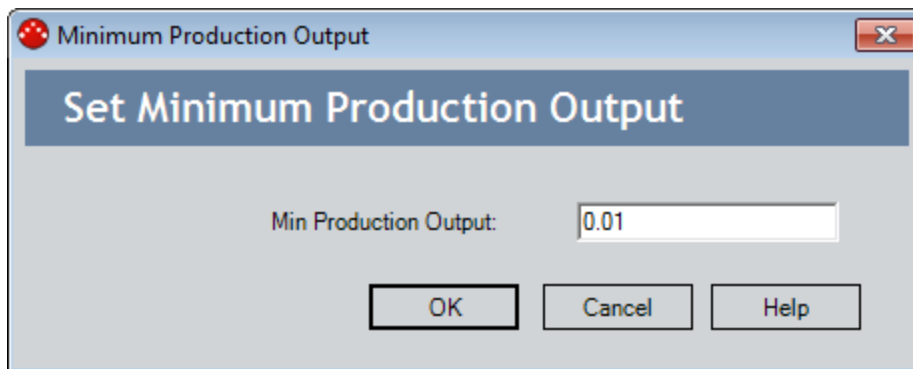 Minimum Production Output
Set Minimum Production Output
Min Production Output: 0.01
OK Cancel Help